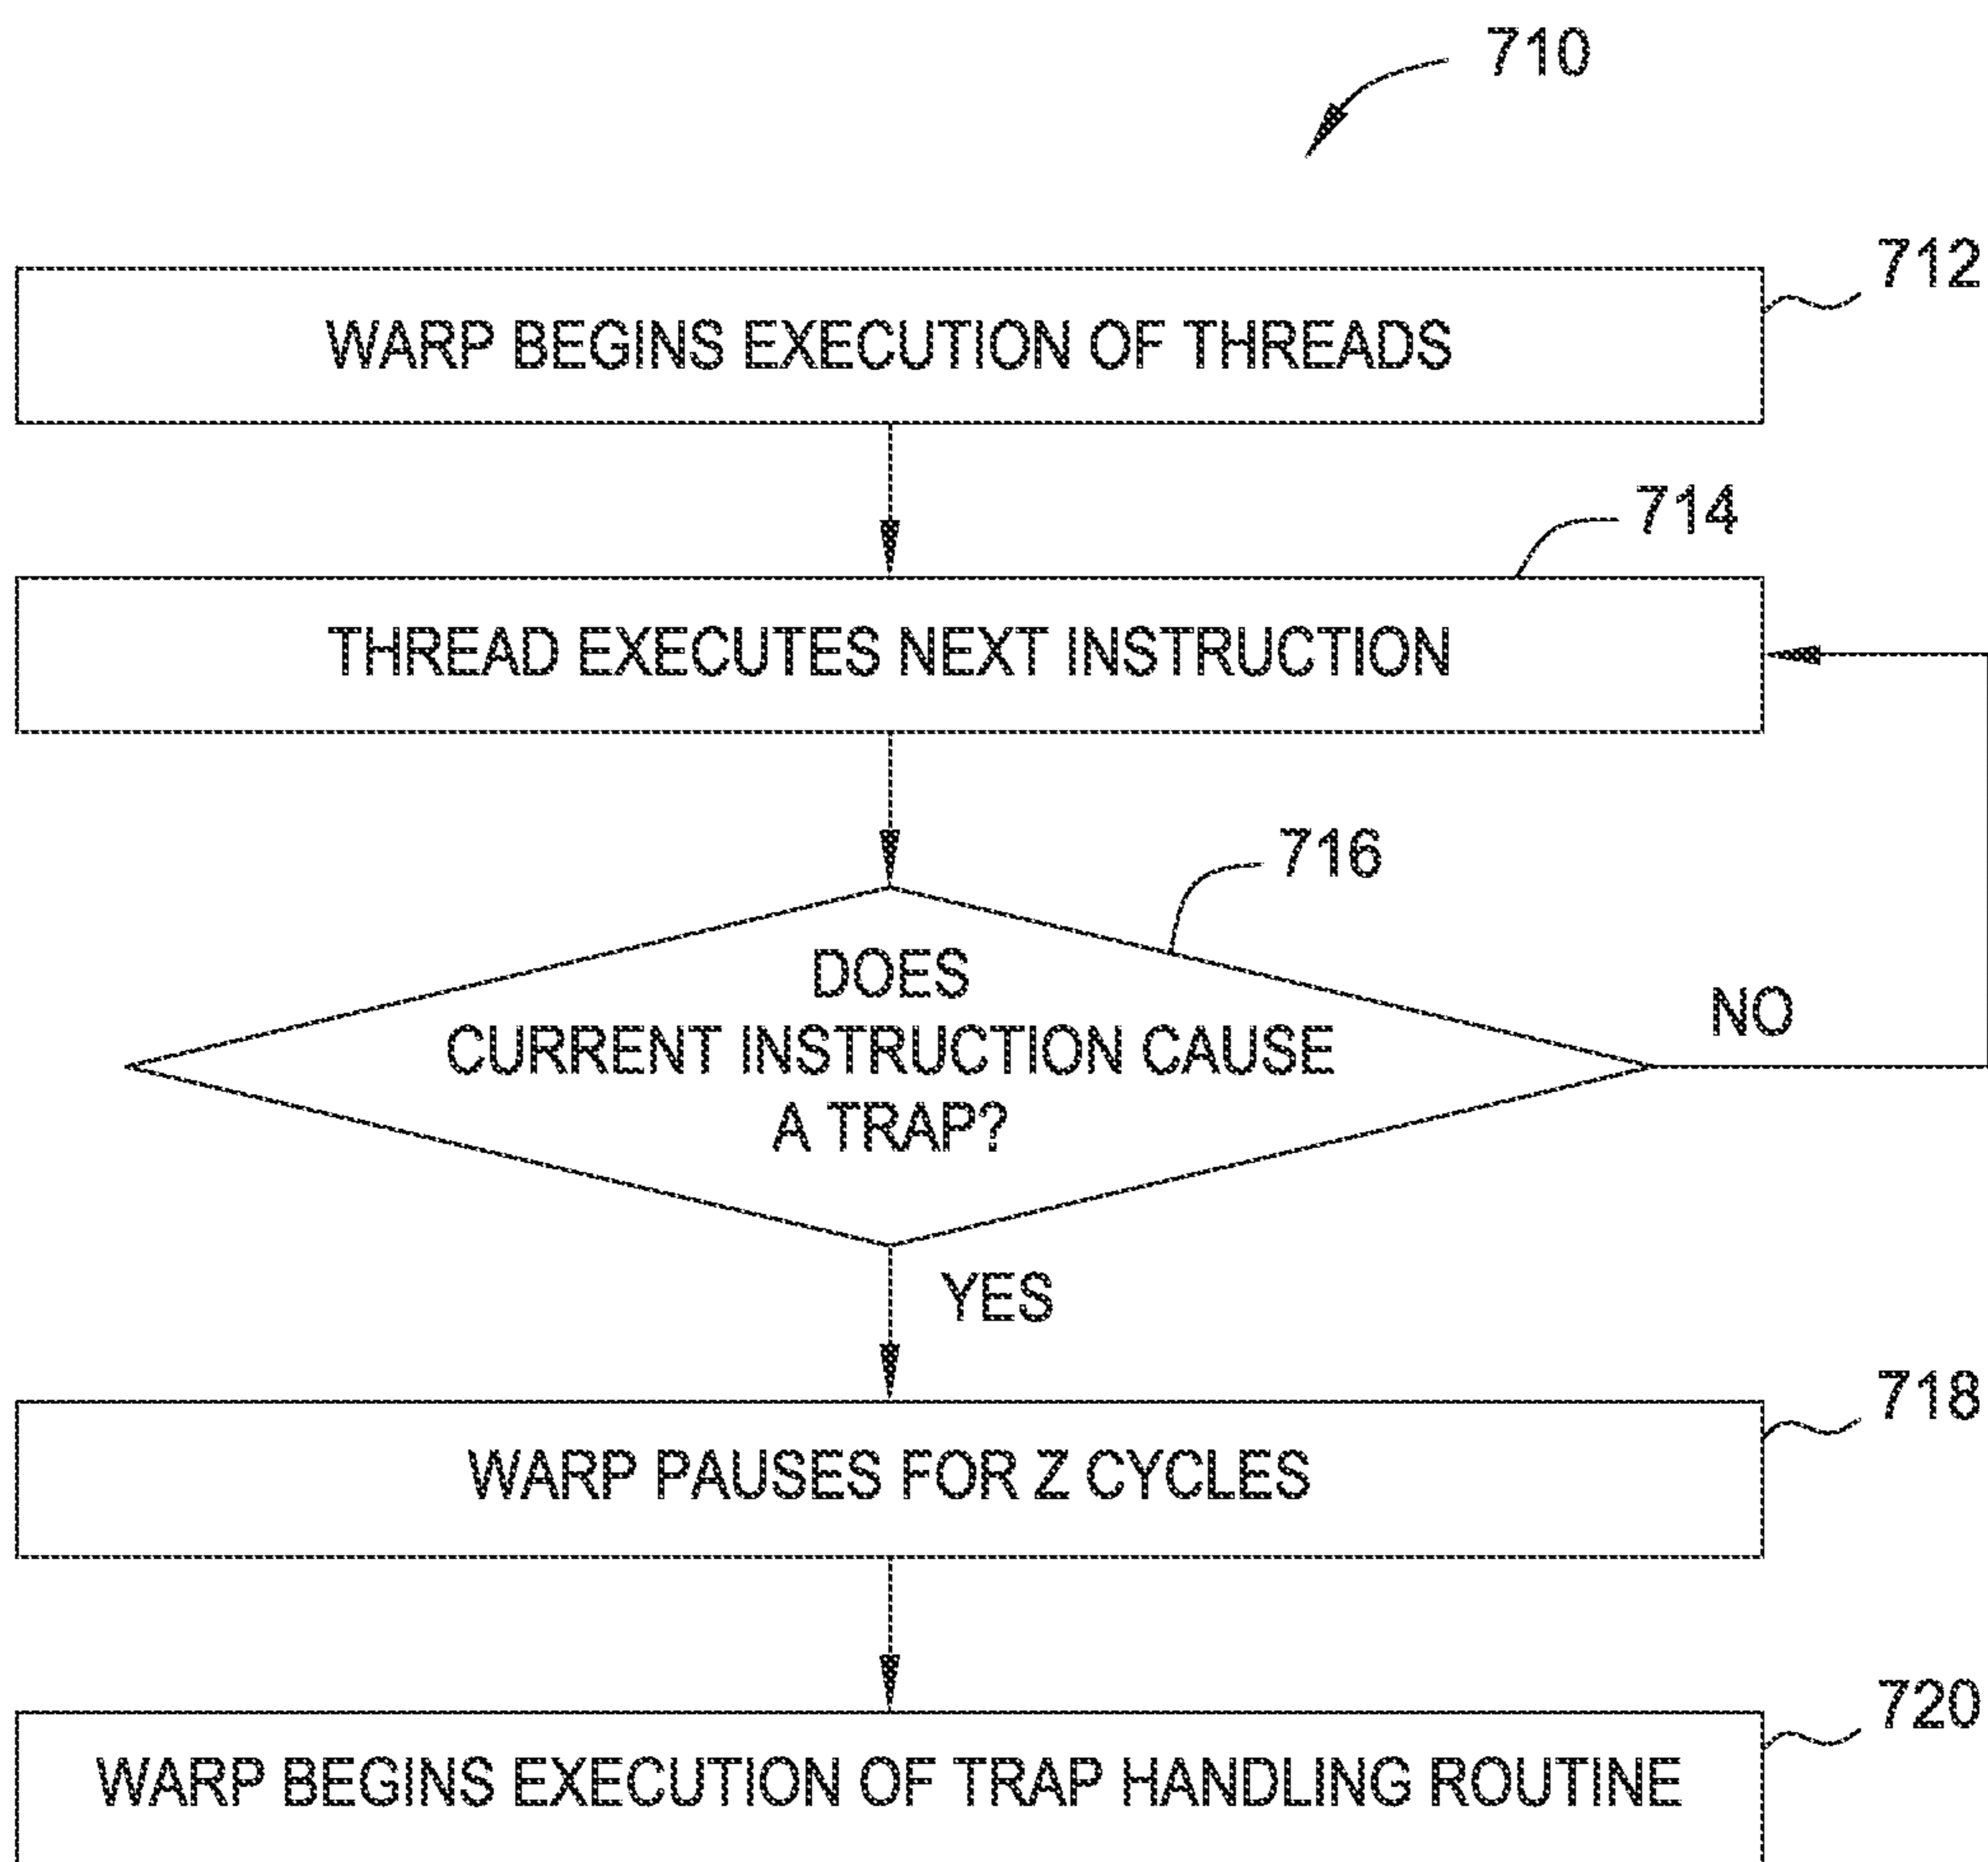 710
712
WARP BEGINS EXECUTION OF THREADS
714
THREAD EXECUTES NEXT INSTRUCTION
716
DOES
CURRENT INSTRUCTION CAUSE
A TRAP?
NO
YES
718
WARP PAUSES FOR Z CYCLES
720
WARP BEGINS EXECUTION OF TRAP HANDLING ROUTINE